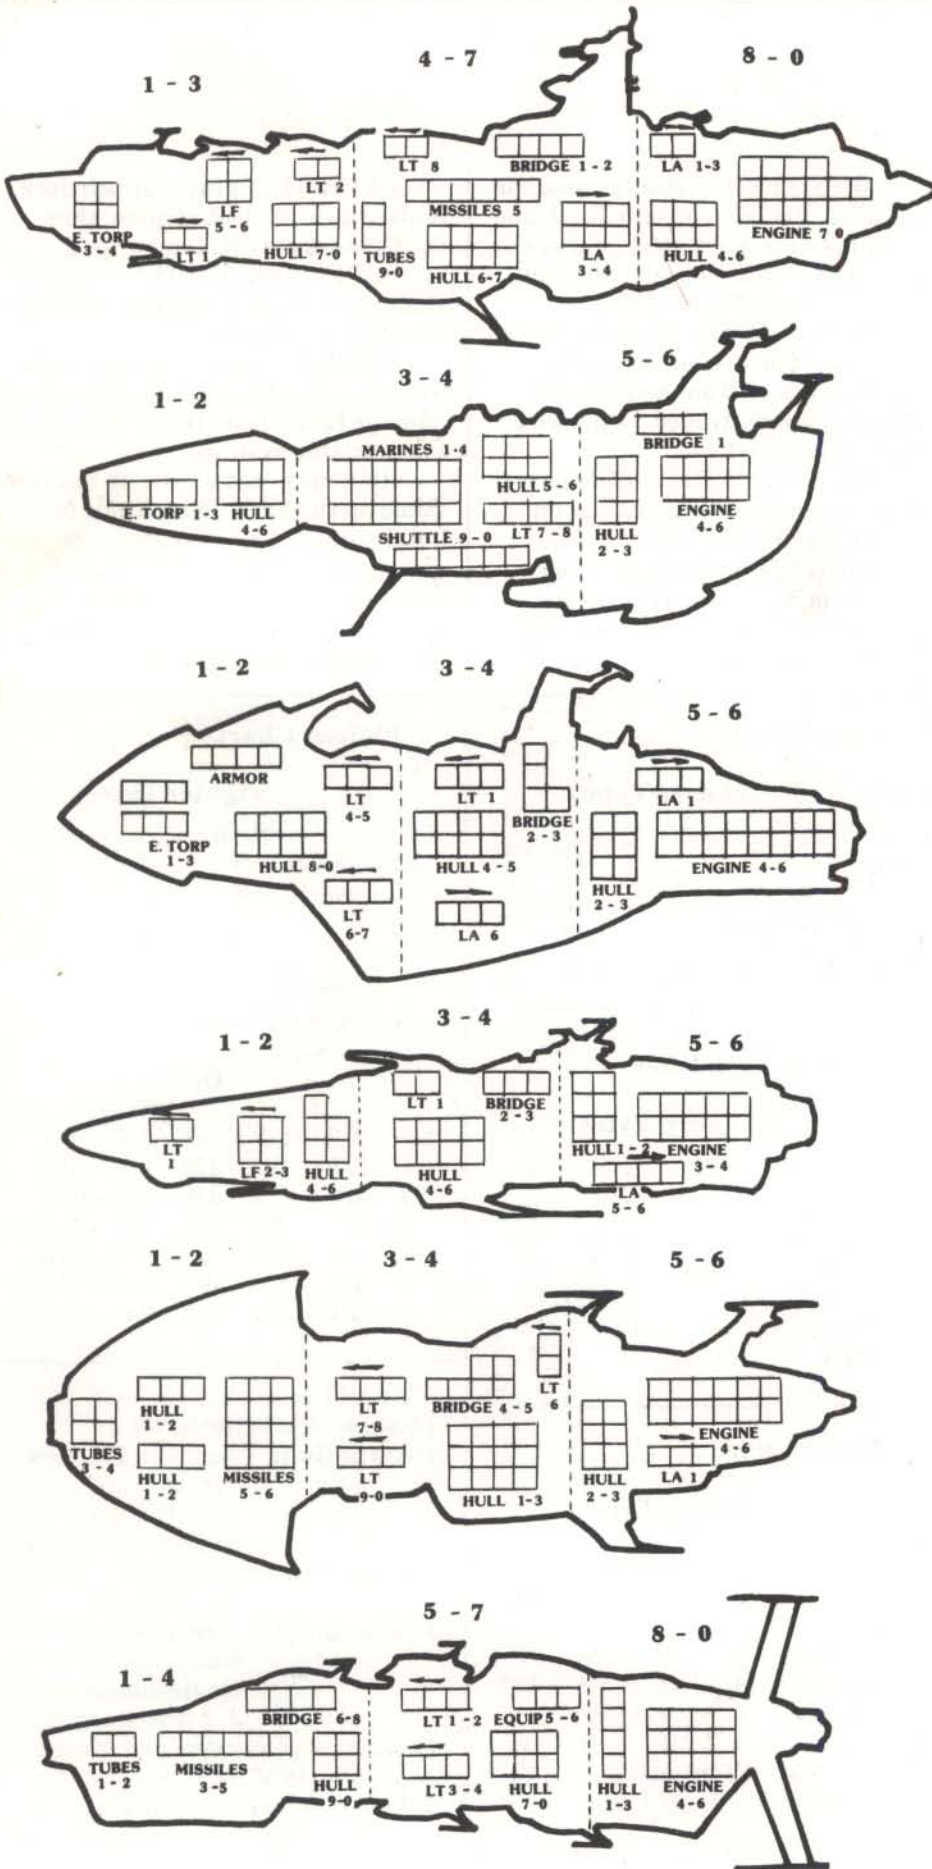 1 - 3
4 - 7
8 - 0
E. TORP
3 - 4
LF
5 - 6
LT 1
LT 2
HULL 7-0
LT 8
BRIDGE 1 - 2
MISSILES 5
TUBES
9-0
HULL 6-7
LA
3 - 4
LA 1-3
HULL 4-6
ENGINE 7 0
1 - 2
3 - 4
5 - 6
E. TORP 1-3
HULL
4-6
MARINES 1-4
HULL 5 - 6
SHUTTLE 9 - 0
LT 7 - 8
BRIDGE 1
HULL
2 - 3
ENGINE
4-6
1 - 2
3 - 4
5 - 6
ARMOR
E. TORP
1-3
HULL 8-0
LT
4-5
LT
6-7
LT 1
HULL 4 - 5
BRIDGE
2 - 3
LA 6
LA 1
HULL
2 - 3
ENGINE 4-6
1 - 2
3 - 4
5 - 6
LT
1
LF 2-3
HULL
4 -6
LT 1
BRIDGE
2 - 3
HULL
4-6
HULL 1 - 2
ENGINE
3 - 4
LA
5 - 6
1 - 2
3 - 4
5 - 6
TUBES
3 - 4
HULL
1 - 2
HULL
1 - 2
MISSILES
5 - 6
LT
7-8
LT
9-0
BRIDGE 4 - 5
LT
6
HULL 1-3
HULL
2 - 3
ENGINE
4-6
LA 1
1 - 4
5 - 7
8 - 0
TUBES
1 - 2
MISSILES
3-5
BRIDGE 6-8
HULL
9-0
LT 1 - 2
EQUIP 5 - 6
LT 3 - 4
HULL
7-0
HULL
1-3
ENGINE
4-6